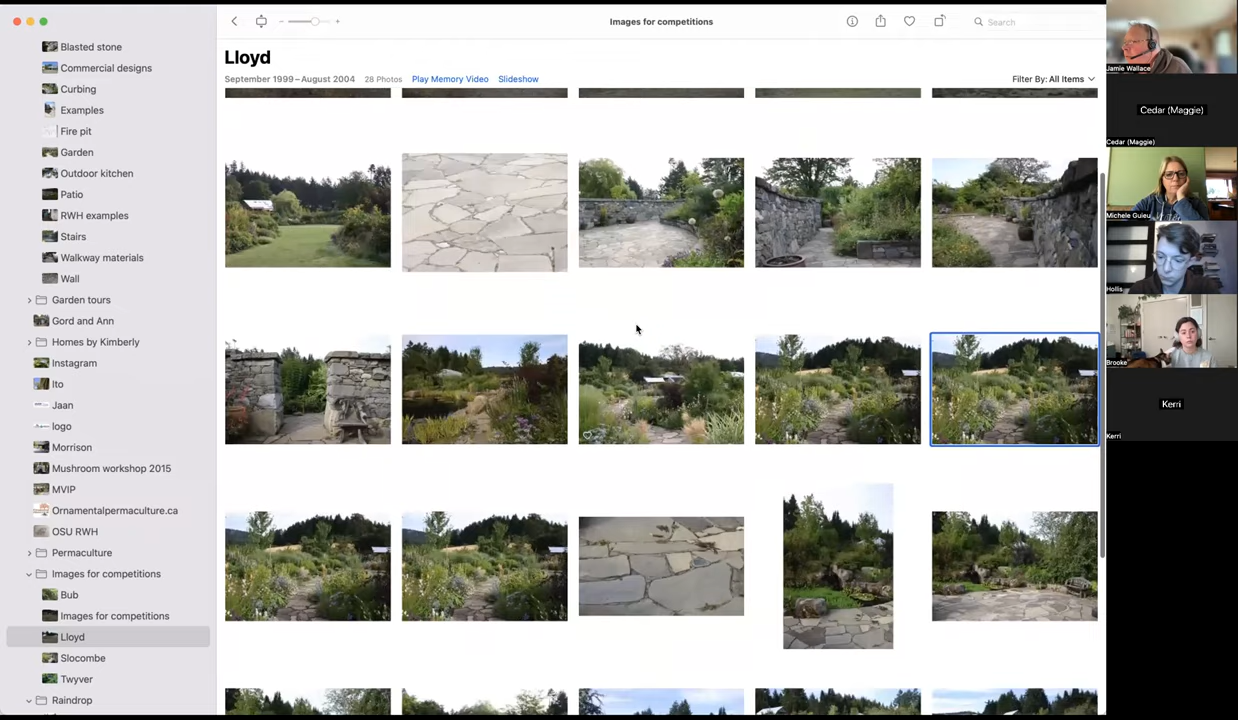 Images for competitions
Search
Lloyd
September 1999–August 2004 28 Photos Play Memory Video Slideshow
Filter By: All Items
Blasted stone
Commercial designs
Curbing
Examples
Fire pit
Garden
Outdoor kitchen
Patio
RWH examples
Stairs
Walkway materials
Wall
Garden tours
Gord and Ann
Homes by Kimberly
Instagram
Ito
Jaan
logo
Morrison
Mushroom workshop 2015
MVIP
Ornamentalpermaculture.ca
OSU RWH
Permaculture
Images for competitions
Bub
Images for competitions
Lloyd
Slocombe
Twyver
Raindrop
Jamie Wallace
Cedar (Maggie)
Cedar (Maggie)
Michele Guieu
Hollis
Brooke
Kerri
Kerri